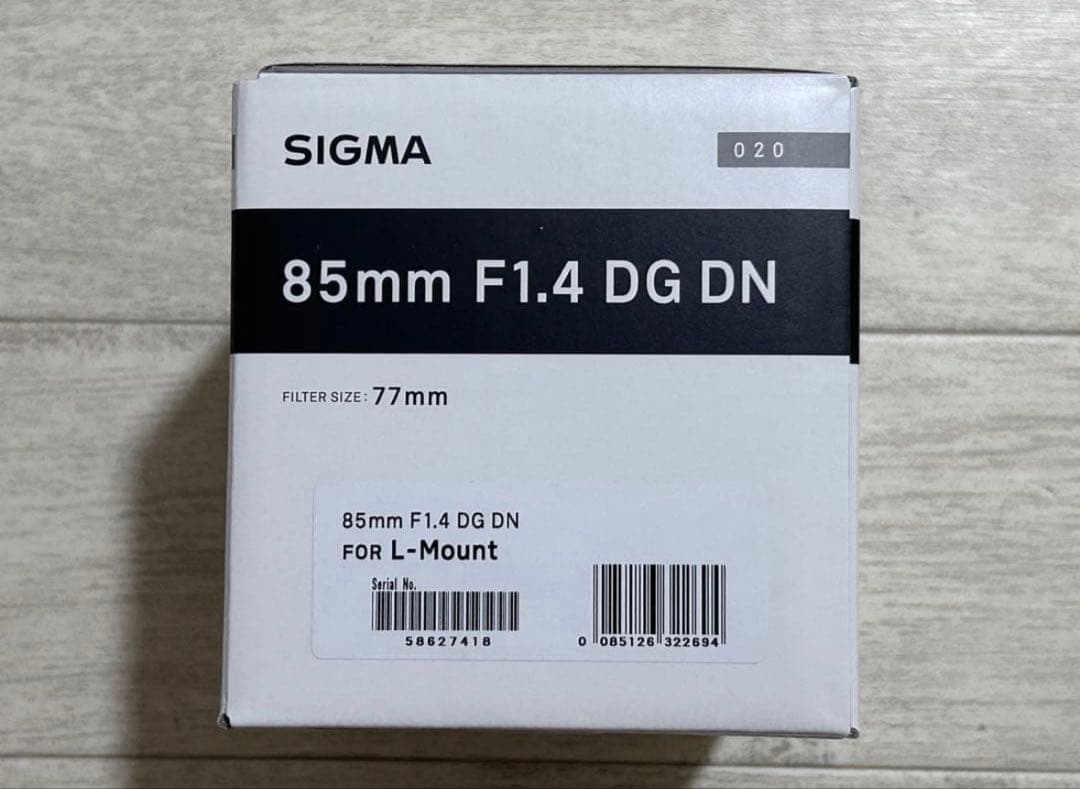 SIGMA
020
85mm F1.4 DG DN
FILTER SIZE: 77mm
85mm F1.4 DG DN
FOR L-Mount
Serial No.
58627418
0 085126 322694